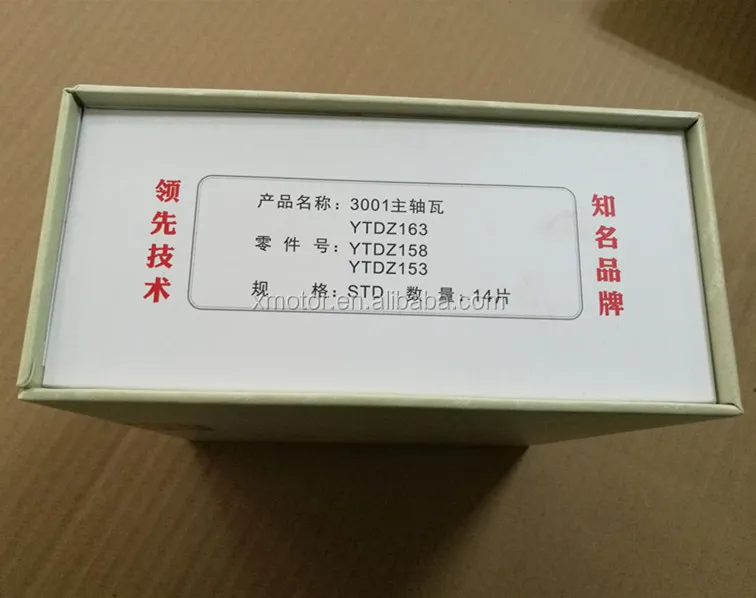 领先技术
产品名称：3001主轴瓦
YTDZ163
零件号：YTDZ158
YTDZ153
规格：STD 数量：14片
知名品牌
xmotor.en.alibaba.com